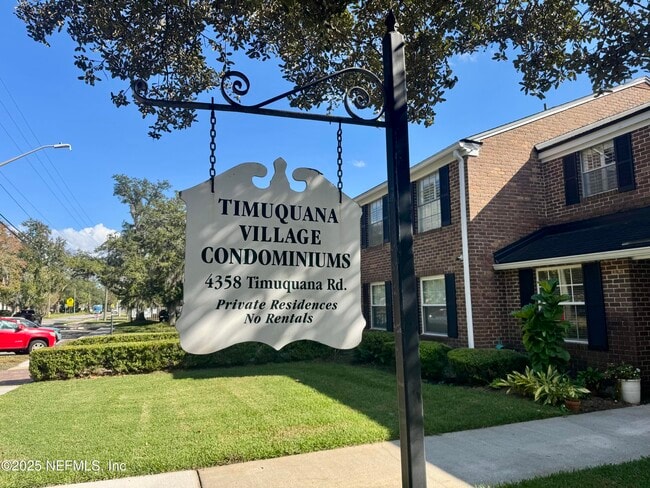 TIMUQUANA
VILLAGE
CONDOMINIUMS
4358 Timuquana Rd.
Private Residences
No Rentals
©2025 NEFMLS, Inc